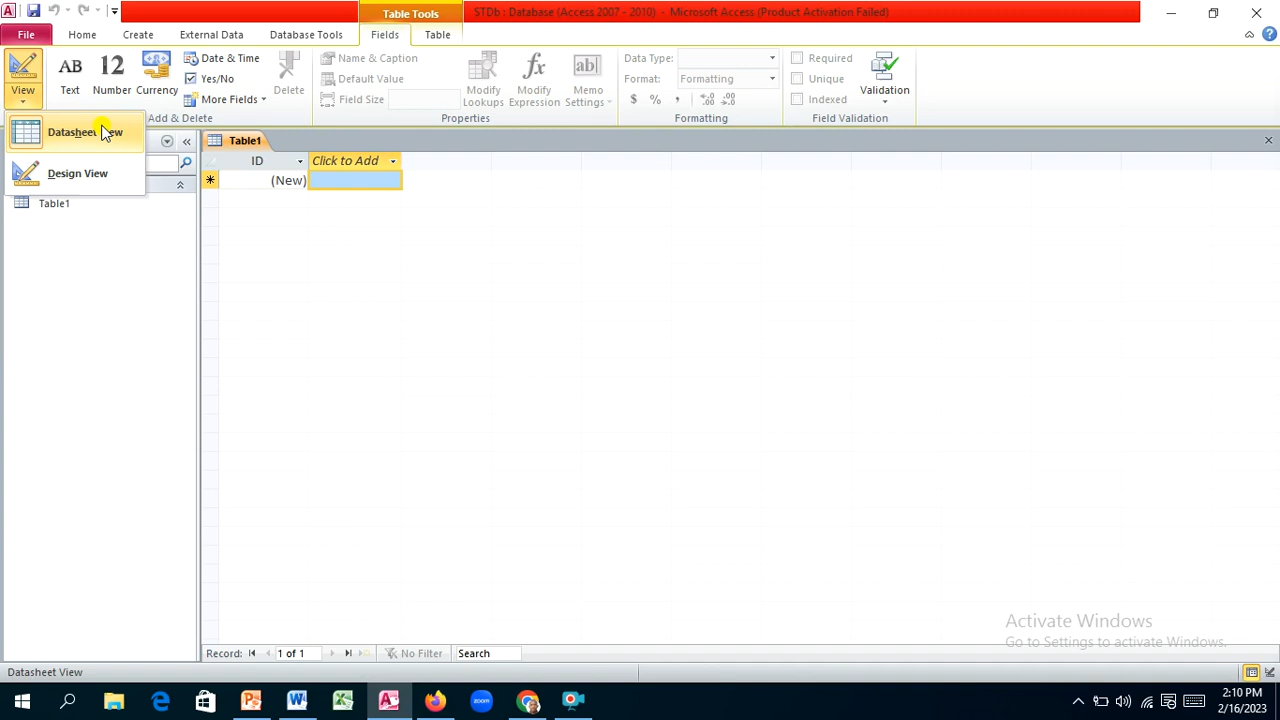 Table Tools
STDb : Database (Access 2007 - 2010) - Microsoft Access (Product Activation Failed)
File Home Create External Data Database Tools Fields Table
View
AB Text
12 Number
Currency
Date & Time
Yes/No
More Fields
Delete
Add & Delete
Name & Caption
Default Value
Field Size
Modify Lookups
fx Modify Expression
ab Memo Settings
Properties
Data Type:
Format: Formatting
$ % , .00 .00
Formatting
Required
Unique
Indexed
Validation
Field Validation
Datasheet View
Design View
Table1
Table1
ID Click to Add
* (New)
Activate Windows
Go to Settings to activate Windows.
Record: 1 of 1 No Filter Search
Datasheet View
zoom
2:10 PM
2/16/2023